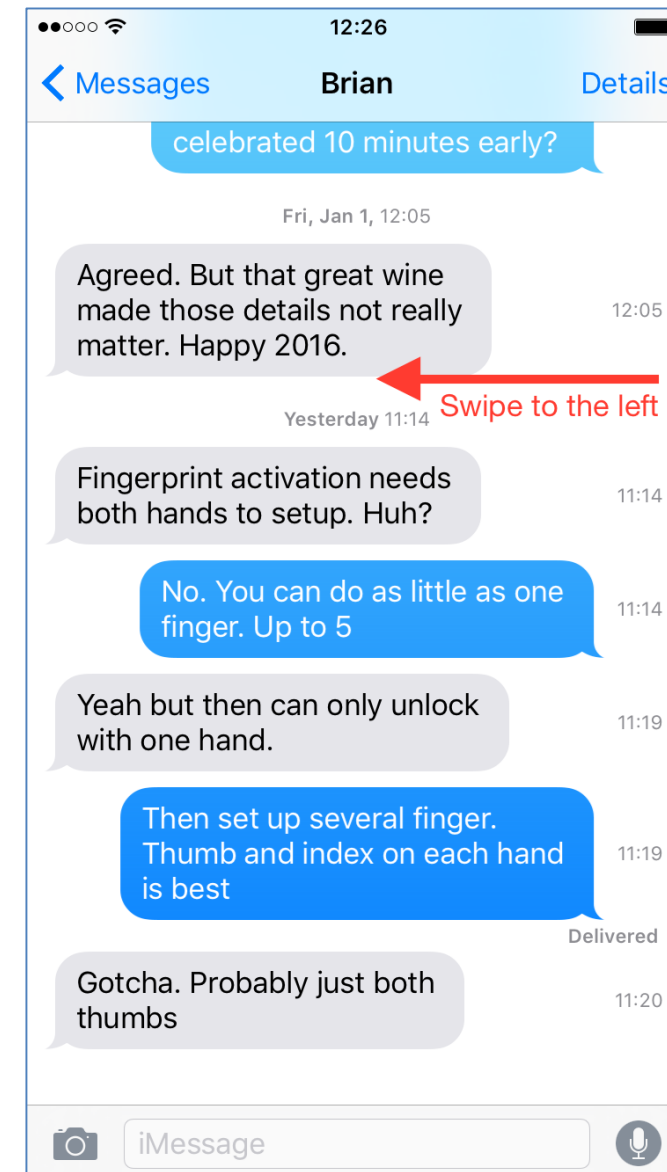 12:26
Messages Brian Details
celebrated 10 minutes early?
Fri, Jan 1, 12:05
Agreed. But that great wine
made those details not really
matter. Happy 2016.
12:05
Swipe to the left
Yesterday 11:14
Fingerprint activation needs
both hands to setup. Huh?
11:14
No. You can do as little as one
finger. Up to 5
11:14
Yeah but then can only unlock
with one hand.
11:19
Then set up several finger.
Thumb and index on each hand
is best
11:19
Delivered
Gotcha. Probably just both
thumbs
11:20
iMessage